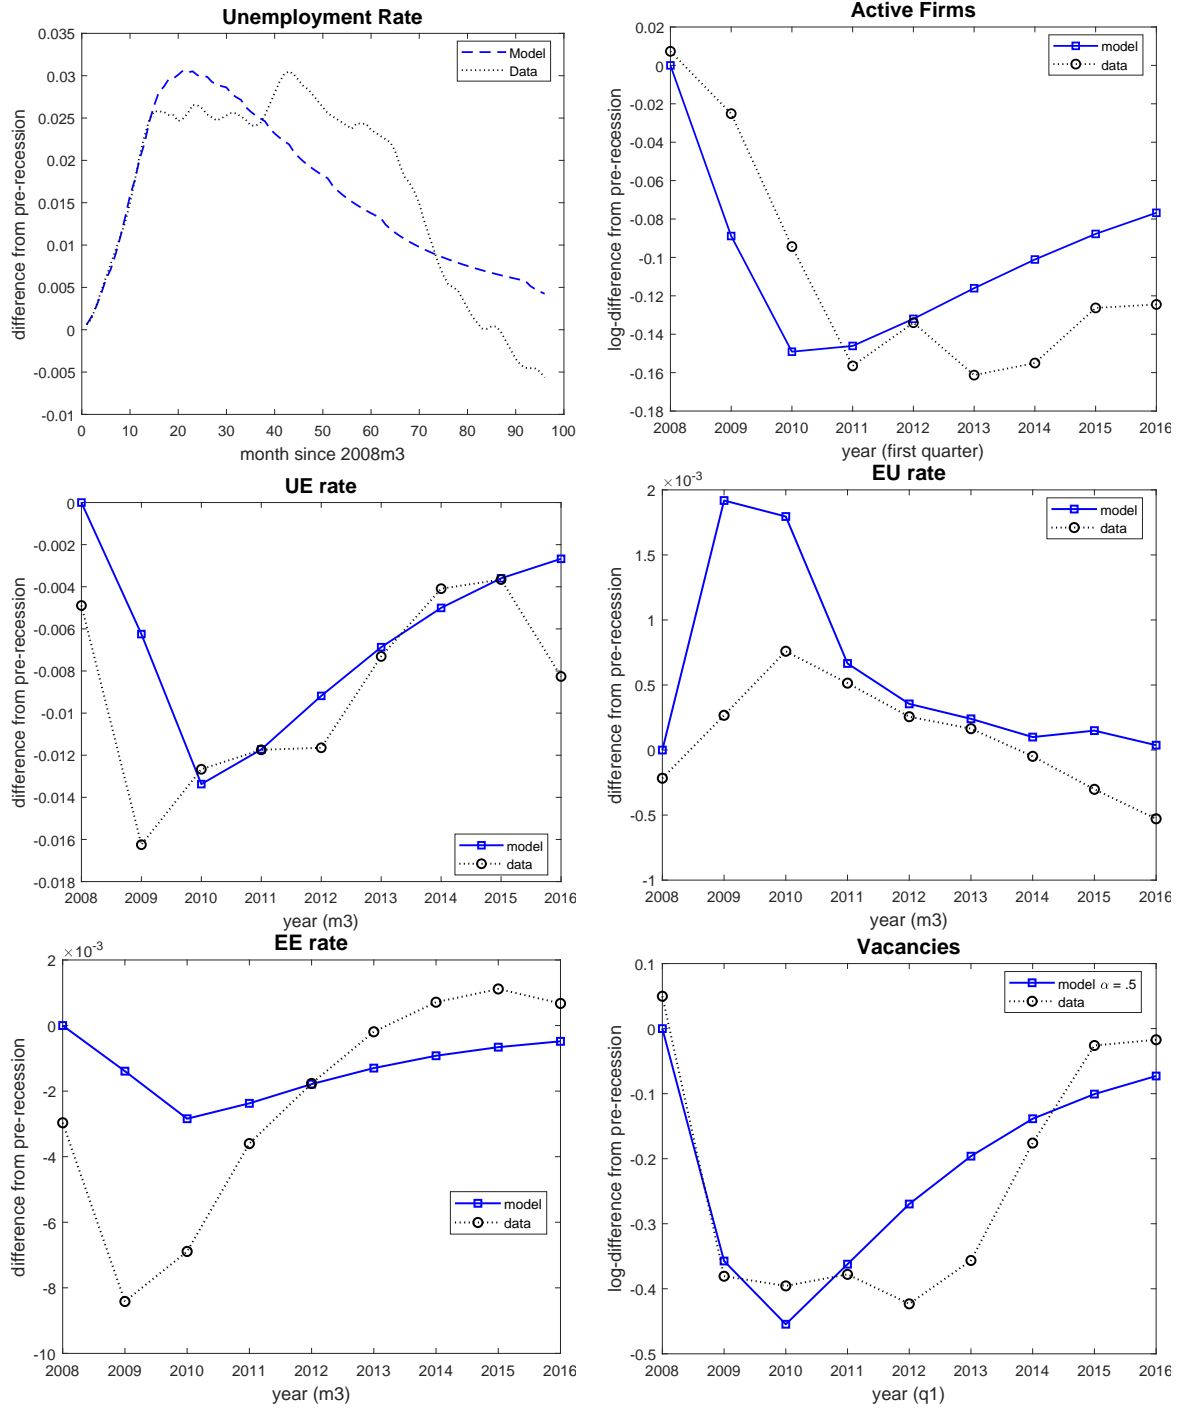 Unemployment Rate
difference from pre-recession
0.035
0.03
0.025
0.02
0.015
0.01
0.005
0
-0.005
-0.01
Model
Data
0 10 20 30 40 50 60 70 80 90 100
month since 2008m3
Active Firms
log-difference from pre-recession
0.02
0
-0.02
-0.04
-0.06
-0.08
-0.1
-0.12
-0.14
-0.16
-0.18
model
data
2008 2009 2010 2011 2012 2013 2014 2015 2016
year (first quarter)
UE rate
difference from pre-recession
0
-0.002
-0.004
-0.006
-0.008
-0.01
-0.012
-0.014
-0.016
-0.018
model
data
2008 2009 2010 2011 2012 2013 2014 2015 2016
year (m3)
EU rate
×10⁻³
difference from pre-recession
2
1.5
1
0.5
0
-0.5
-1
model
data
2008 2009 2010 2011 2012 2013 2014 2015 2016
year (m3)
EE rate
×10⁻³
difference from pre-recession
2
0
-2
-4
-6
-8
-10
model
data
2008 2009 2010 2011 2012 2013 2014 2015 2016
year (m3)
Vacancies
log-difference from pre-recession
0.1
0
-0.1
-0.2
-0.3
-0.4
-0.5
model α = .5
data
2008 2009 2010 2011 2012 2013 2014 2015 2016
year (q1)